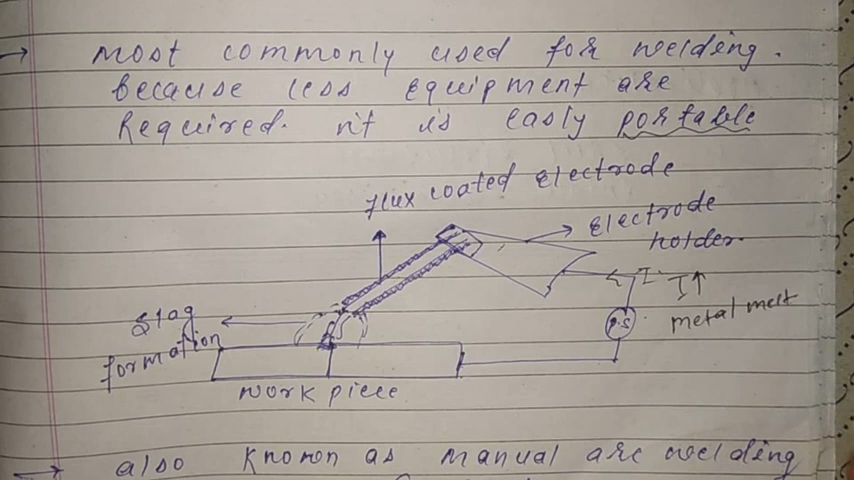 → most commonly used for welding.
because less equipment are
Required. it is easly portable
flux coated Electrode
Electrode
holder.
I I↑
metal melt
P.S
Slag
formation
work piece
→ also known as manual arc welding